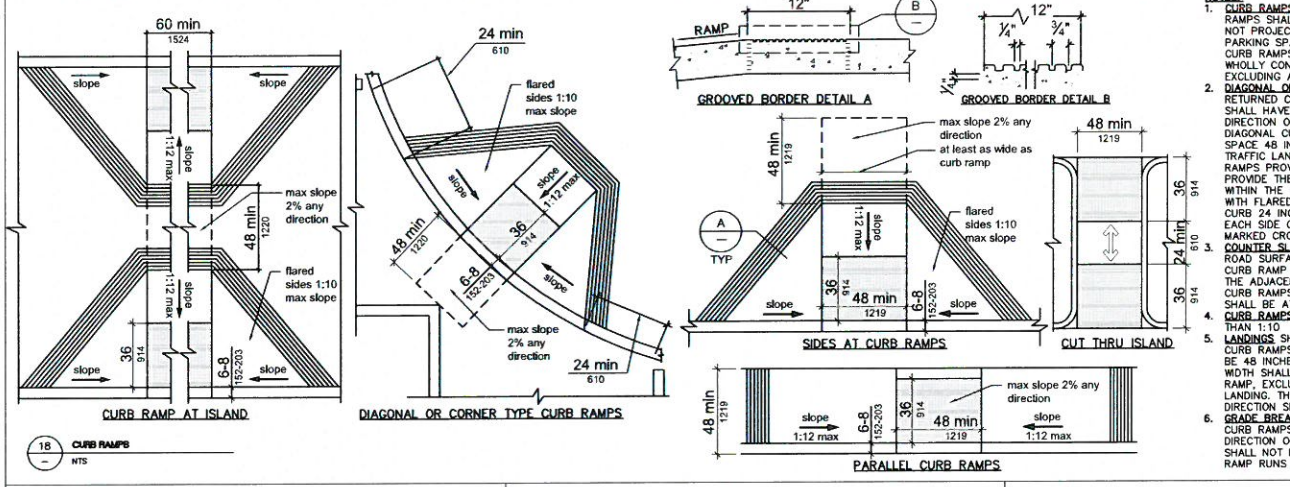 60 min
1524
slope
slope
slope
1:12 max
max slope
2% any
direction
48 min
1220
slope
1:12 max
flared
sides 1:10
max slope
36
914
6-8
152-203
slope
slope
CURB RAMP AT ISLAND
18
CURB RAMPS
NTS
24 min
610
flared
sides 1:10
max slope
slope
slope
1:12 max
36
914
48 min
1220
6-8
152-203
slope
max slope
2% any
direction
24 min
610
DIAGONAL OR CORNER TYPE CURB RAMPS
12"
B
RAMP
GROOVED BORDER DETAIL A
12"
1/4"
3/4"
1/4"
GROOVED BORDER DETAIL B
48 min
1219
max slope 2% any
direction
at least as wide as
curb ramp
A
TYP
slope
1:12 max
flared
sides 1:10
max slope
36
914
48 min
1219
6-8
152-203
slope
slope
SIDES AT CURB RAMPS
48 min
1219
36
914
24 min
610
36
914
CUT THRU ISLAND
48 min
1219
slope
1:12 max
6-8
152-203
36
914
48 min
1219
max slope 2% any
direction
slope
1:12 max
PARALLEL CURB RAMPS
1. CURB RAMPS
RAMPS SHAL
NOT PROJEC
PARKING SP
CURB RAMPS
WHOLLY CON
EXCLUDING A
2. DIAGONAL O
RETURNED C
SHALL HAVE
DIRECTION O
DIAGONAL CU
SPACE 48 IN
TRAFFIC LAN
RAMPS PROV
PROVIDE THE
WITHIN THE
WITH FLARED
CURB 24 INC
EACH SIDE O
MARKED CRO
3. COUNTER SL
ROAD SURFA
CURB RAMP
THE ADJACEN
CURB RAMPS
SHALL BE AT
4. CURB RAMPS
THAN 1:10
5. LANDINGS SH
CURB RAMPS
BE 48 INCHE
WIDTH SHALL
RAMP, EXCLU
LANDING. TH
DIRECTION S
6. GRADE BREA
CURB RAMPS
DIRECTION O
SHALL NOT
RAMP RUNS